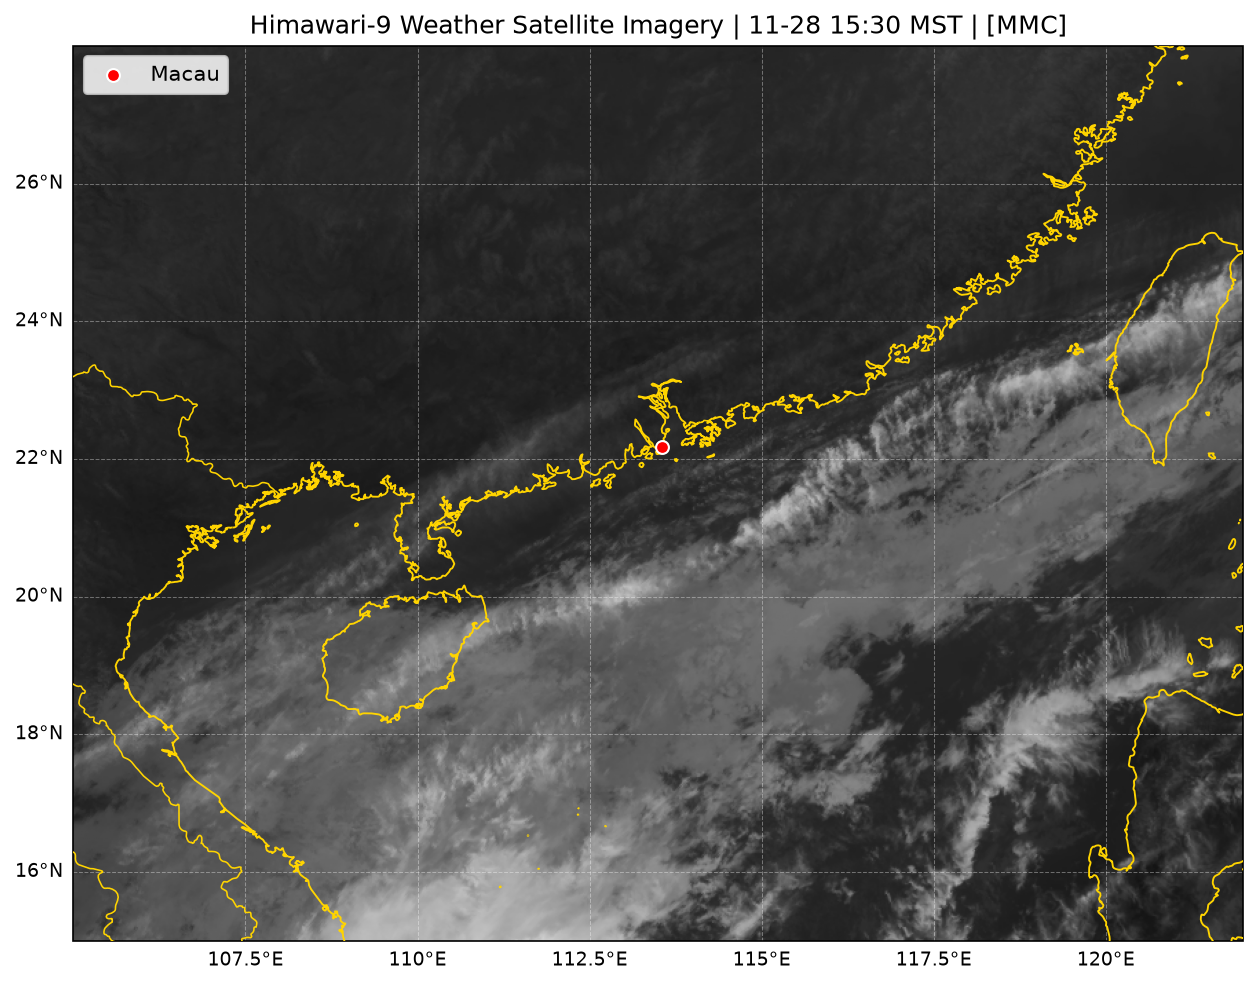 Himawari-9 Weather Satellite Imagery | 11-28 15:30 MST | [MMC]
Macau
26°N
24°N
22°N
20°N
18°N
16°N
107.5°E 110°E 112.5°E 115°E 117.5°E 120°E